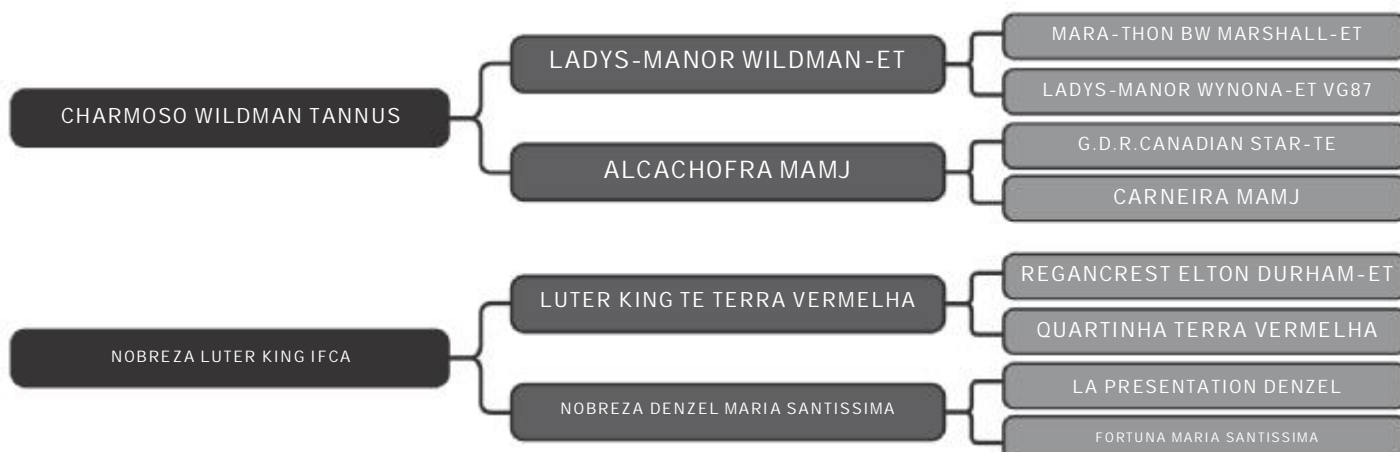 MARA-THON BW MARSHALL-ET
LADYS-MANOR WILDMAN-ET
LADYS-MANOR WYNONA-ET VG87
CHARMOSO WILDMAN TANNUS
G.D.R.CANADIAN STAR-TE
ALCACHOFRA MAMJ
CARNEIRA MAMJ
REGANCREST ELTON DURHAM-ET
LUTER KING TE TERRA VERMELHA
QUARTINHA TERRA VERMELHA
NOBREZA LUTER KING IFCA
LA PRESENTATION DENZEL
NOBREZA DENZEL MARIA SANTISSIMA
FORTUNA MARIA SANTISSIMA